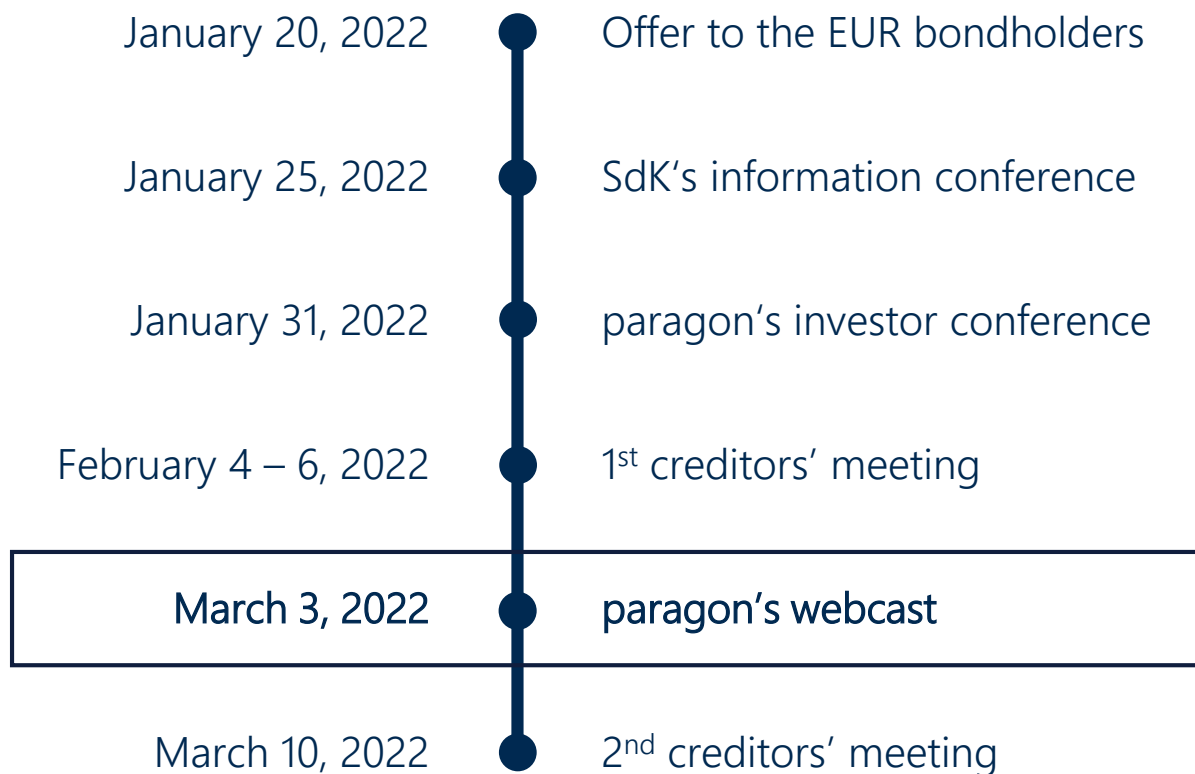 January 20, 2022 Offer to the EUR bondholders
January 25, 2022 SdK‘s information conference
January 31, 2022 paragon‘s investor conference
February 4 – 6, 2022 1st creditors’ meeting
March 3, 2022 paragon’s webcast
March 10, 2022 2nd creditors’ meeting